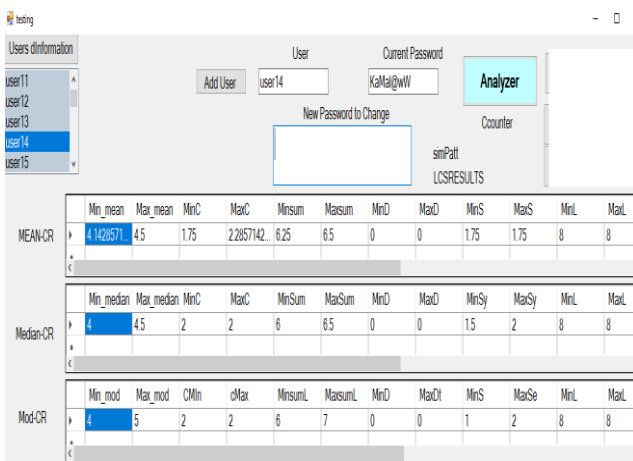 testing
Users dInformation
User
Current Password
Add User
user14
KaMal@wW
Analyzer
user11
user12
user13
user14
user15
New Password to Change
Ccounter
simPatt
LCSRESULTS
Min_mean Max_mean MinC MaxC Minsum Maxsum MinD MaxD MinS MaxS MinL MaxL
MEAN-CR 4.1428571... 4.5 1.75 2.2857142... 6.25 6.5 0 0 1.75 1.75 8 8
Min_median Max_median MinC MaxC MinSum MaxSum MinD MaxD MinSy MaxSy MinL MaxL
Median-CR 4 4.5 2 2 6 6.5 0 0 1.5 2 8 8
Min_mod Max_mod CMIn cMax MinsumL MaxsumL MinD MaxDt MinS MaxSe MinL MaxL
Mod-CR 4 5 2 2 6 7 0 0 1 2 8 8